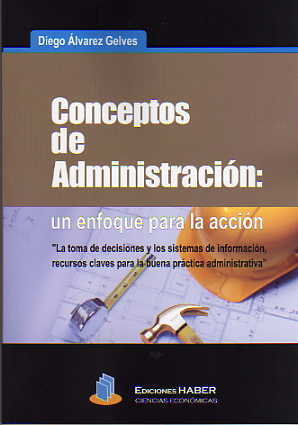 Diego Álvarez Gelves
Conceptos
de
Administración:
un enfoque para la acción
"La toma de decisiones y los sistemas de información,
recursos claves para la buena práctica administrativa"
EDICIONES HABER
CIENCIAS ECONÓMICAS